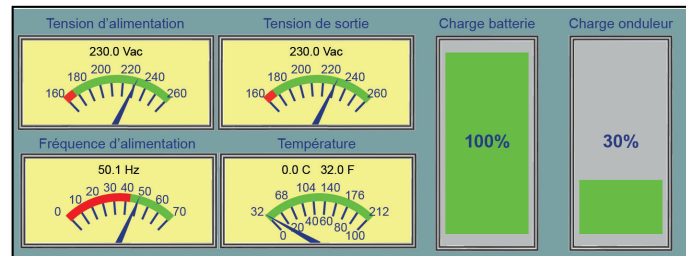 Tension d'alimentation
230.0 Vac
160 180 200 220 240 260
Tension de sortie
230.0 Vac
160 180 200 220 240 260
Charge batterie
100%
Charge onduleur
30%
Fréquence d'alimentation
50.1 Hz
0 10 20 30 40 50 60 70
Température
0.0 C 32.0 F
32 68 104 140 176 212
0 20 40 60 80 100